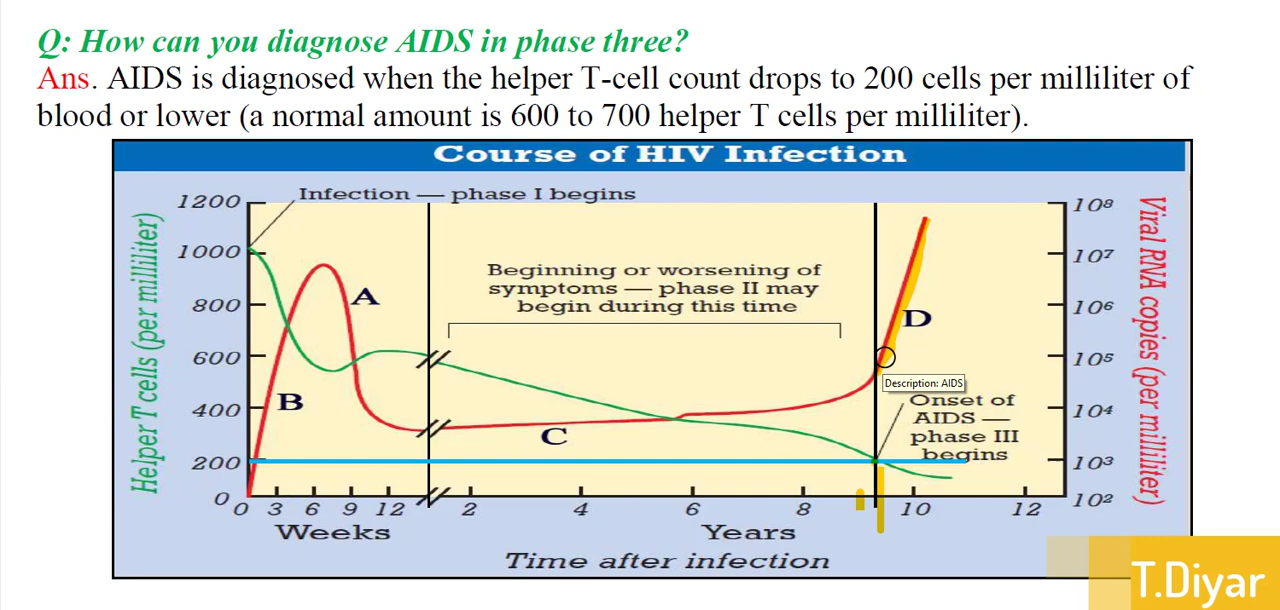 Q: How can you diagnose AIDS in phase three?
Ans. AIDS is diagnosed when the helper T-cell count drops to 200 cells per milliliter of
blood or lower (a normal amount is 600 to 700 helper T cells per milliliter).
Course of HIV Infection
Infection — phase I begins
Helper T cells (per milliliter)
1200
1000
800
600
400
200
0
A
B
C
D
Beginning or worsening of
symptoms — phase II may
begin during this time
Description: AIDS
Onset of
AIDS —
phase III
begins
10⁸
10⁷
10⁶
10⁵
10⁴
10³
10²
Viral RNA copies (per milliliter)
0 3 6 9 12 2 4 6 8 10 12
Weeks Years
Time after infection
T.Diyar